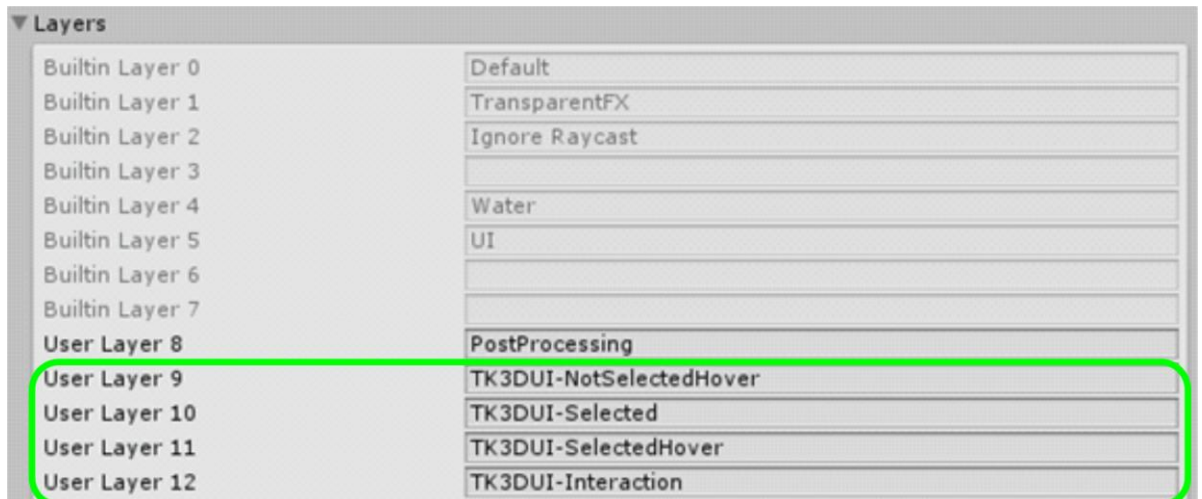 Layers
Builtin Layer 0 Default
Builtin Layer 1 TransparentFX
Builtin Layer 2 Ignore Raycast
Builtin Layer 3
Builtin Layer 4 Water
Builtin Layer 5 UI
Builtin Layer 6
Builtin Layer 7
User Layer 8 PostProcessing
User Layer 9 TK3DUI-NotSelectedHover
User Layer 10 TK3DUI-Selected
User Layer 11 TK3DUI-SelectedHover
User Layer 12 TK3DUI-Interaction